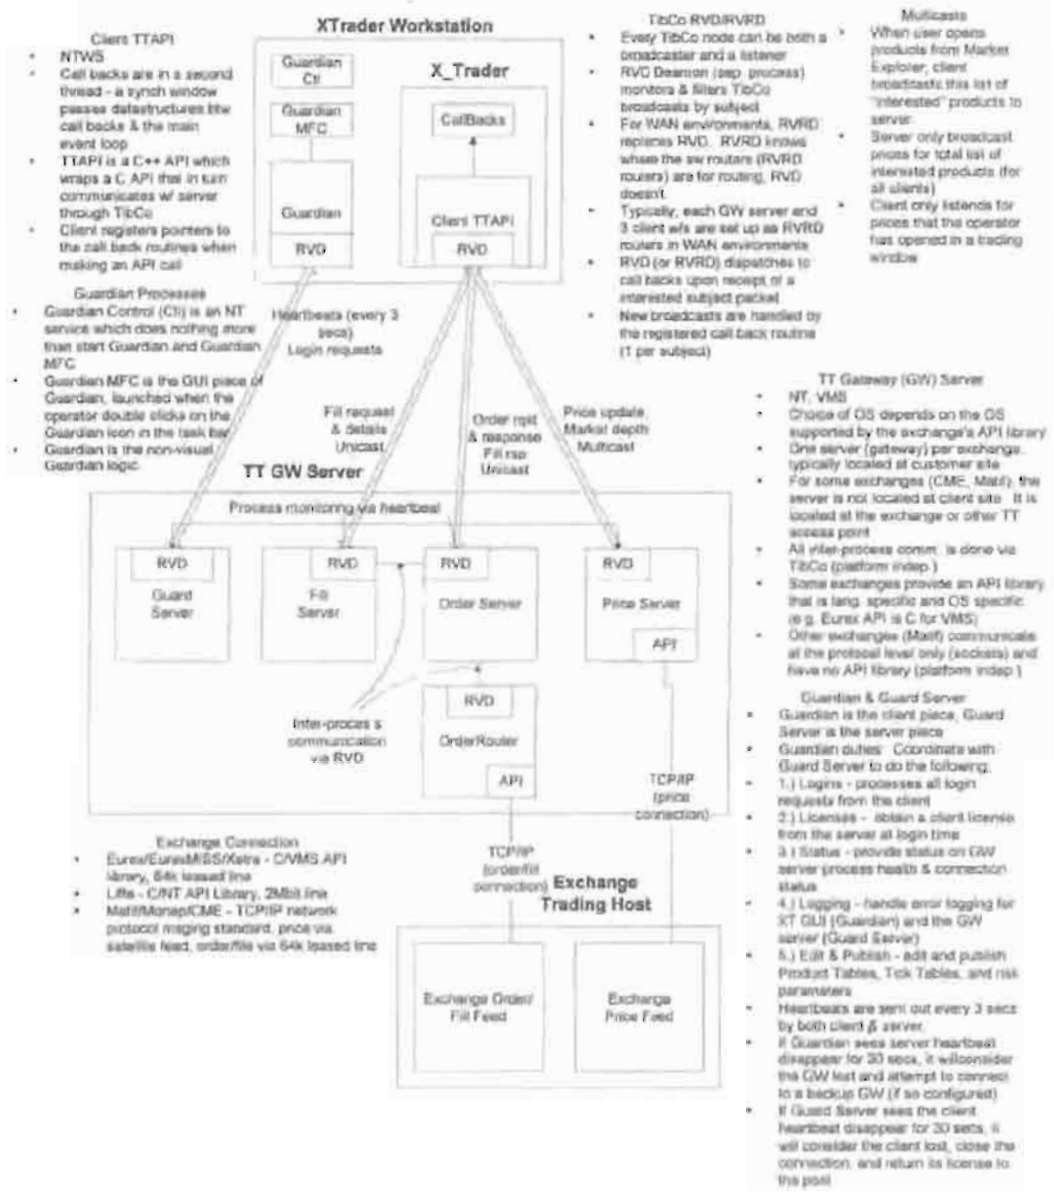 XTrader Workstation
Client TTAPI
• NTWS
• Call backs are in a second
thread - a synch window
passes datastructures btw
call backs & the main
event loop
• TTAPI is a C++ API which
wraps a C API that in turn
communicates w/ server
through TibCo
• Client registers pointers to
the call back routines when
making an API call
Guardian Processes
• Guardian Control (Ctl) is an NT
service which does nothing more
than start Guardian and Guardian
MFC
• Guardian MFC is the GUI piece of
Guardian, launched when the
operator double clicks on the
Guardian icon in the task bar
• Guardian is the non-visual
Guardian logic.
Guardian
Ctl
Guardian
MFC
Guardian
RVD
X_Trader
CallBacks
Client TTAPI
RVD
TibCo RVD/RVRD
• Every TibCo node can be both a
broadcaster and a listener
• RVD Deamon (sep. process)
monitors & filters TibCo
broadcasts by subject
• For WAN environments, RVRD
replaces RVD. RVRD knows
where the sw routers (RVRD
routers) are for routing, RVD
doesn't.
• Typically, each GW server and
3 client w/s are set up as RVRD
routers in WAN environments
• RVD (or RVRD) dispatches to
call backs upon receipt of a
interested subject packet
• New broadcasts are handled by
the registered call back routine
(1 per subject)
Multicasts
• When user opens
products from Market
Explorer, client
broadcasts this list of
"interested" products to
server.
• Server only broadcast
prices for total list of
interested products (for
all clients)
• Client only listends for
prices that the operator
has opened in a trading
window
Heartbeats (every 3
secs)
Login requests
Fill request
& details
Unicast
Order rqst
& response
Fill rsp
Unicast
Price update,
Market depth
Multicast
TT GW Server
Process monitoring via heartbeat
RVD
Guard
Server
RVD
Fill
Server
RVD
Order Server
RVD
Price Server
API
RVD
OrderRouter
API
Inter-process
communication
via RVD
TCP/IP
(price
connection)
TCP/IP
(order/fill
connection)
TT Gateway (GW) Server
• NT, VMS
• Choice of OS depends on the OS
supported by the exchange's API library
• One server (gateway) per exchange,
typically located at customer site
• For some exchanges (CME, Matif), the
server is not located at client site. It is
located at the exchange or other TT
access point
• All inter-process comm. is done via
TibCo (platform indep.)
• Some exchanges provide an API library
that is lang. specific and OS specific
(e.g. Eurex API is C for VMS)
• Other exchanges (Matif) communicate
at the protocol level only (sockets) and
have no API library (platform indep.)
Guardian & Guard Server
• Guardian is the client piece, Guard
Server is the server piece
• Guardian duties: Coordinate with
Guard Server to do the following:
• 1.) Logins - processes all login
requests from the client
• 2.) Licenses - obtain a client license
from the server at login time
• 3.) Status - provide status on GW
server process health & connection
status
• 4.) Logging - handle error logging for
XT GUI (Guardian) and the GW
server (Guard Server)
• 5.) Edit & Publish - edit and publish
Product Tables, Tick Tables, and risk
parameters
• Heartbeats are sent out every 3 secs
by both client & server.
• If Guardian sees server heartbeat
disappear for 30 secs, it willconsider
the GW lost and attempt to connect
to a backup GW (if so configured)
• If Guard Server sees the client
heartbeat disappear for 30 secs, it
will consider the client lost, close the
connection, and return its license to
the pool
Exchange Connection
• Eurex/EurexMISS/Xetra - C/VMS API
library, 64k leased line
• Liffe - C/NT API Library, 2Mbit line
• Matif/Monep/CME - TCP/IP network
protocol msging standard, price via
satellite feed, order/file via 64k leased line
Exchange
Trading Host
Exchange Order/
Fill Feed
Exchange
Price Feed